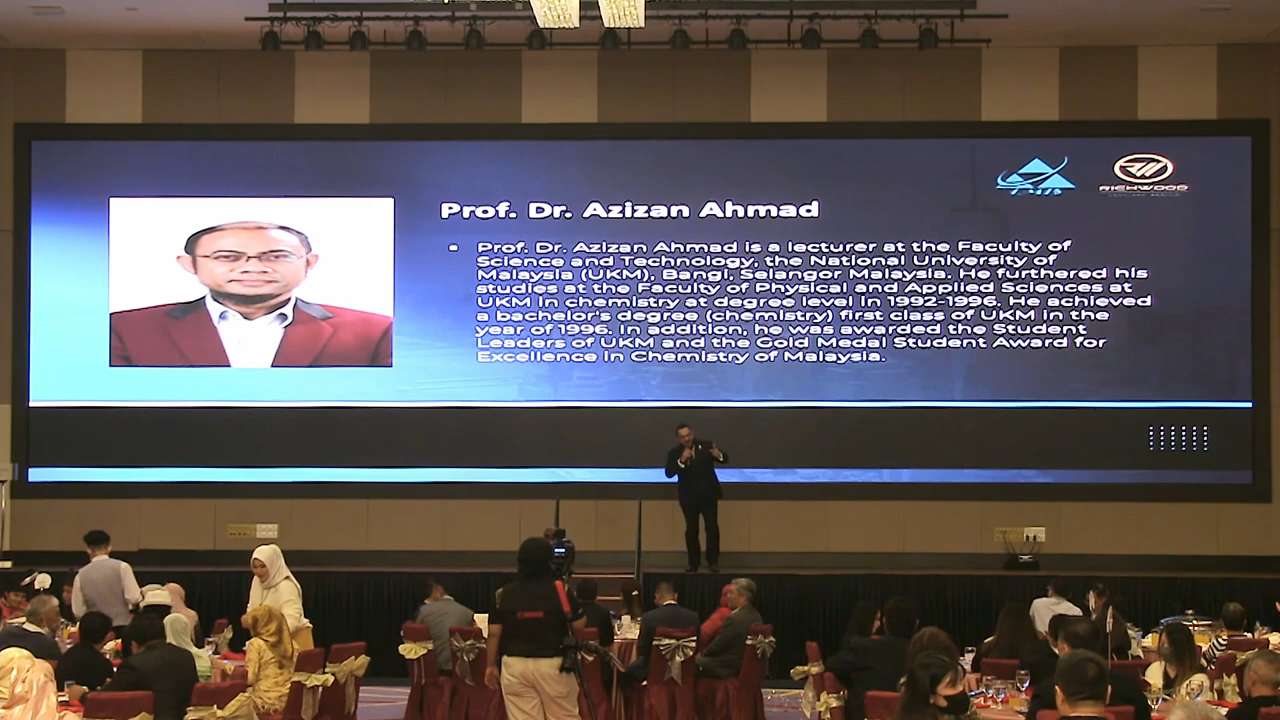 RICHWOOD
Prof. Dr. Azizan Ahmad
Prof. Dr. Azizan Ahmad is a lecturer at the Faculty of
Science and Technology, the National University of
Malaysia (UKM), Bangi, Selangor Malaysia. He furthered his
studies at the Faculty of Physical and Applied Sciences at
UKM in chemistry at degree level in 1992-1996. He achieved
a bachelor's degree (chemistry) first class of UKM in the
year of 1996. In addition, he was awarded the Student
Leaders of UKM and the Gold Medal Student Award for
Excellence in Chemistry of Malaysia.